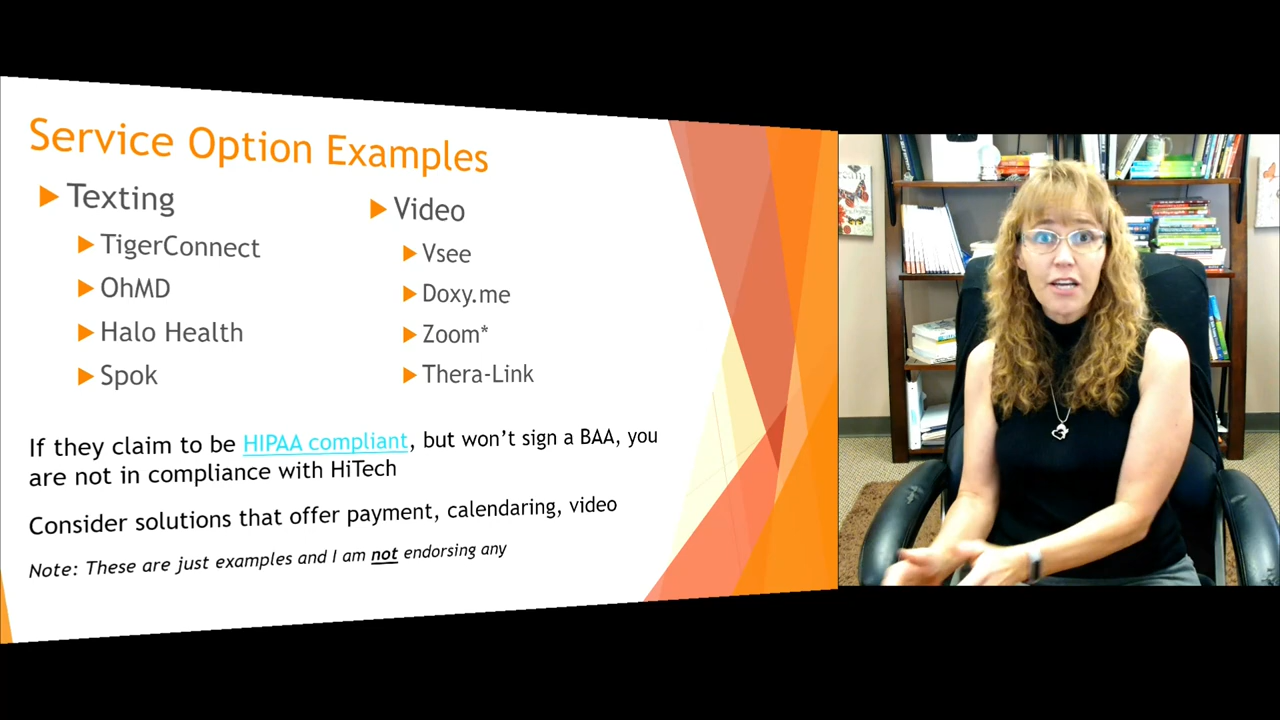 Service Option Examples
Texting
TigerConnect
OhMD
Halo Health
Spok
Video
Vsee
Doxy.me
Zoom*
Thera-Link
If they claim to be HIPAA compliant, but won't sign a BAA, you
are not in compliance with HiTech
Consider solutions that offer payment, calendaring, video
Note: These are just examples and I am not endorsing any